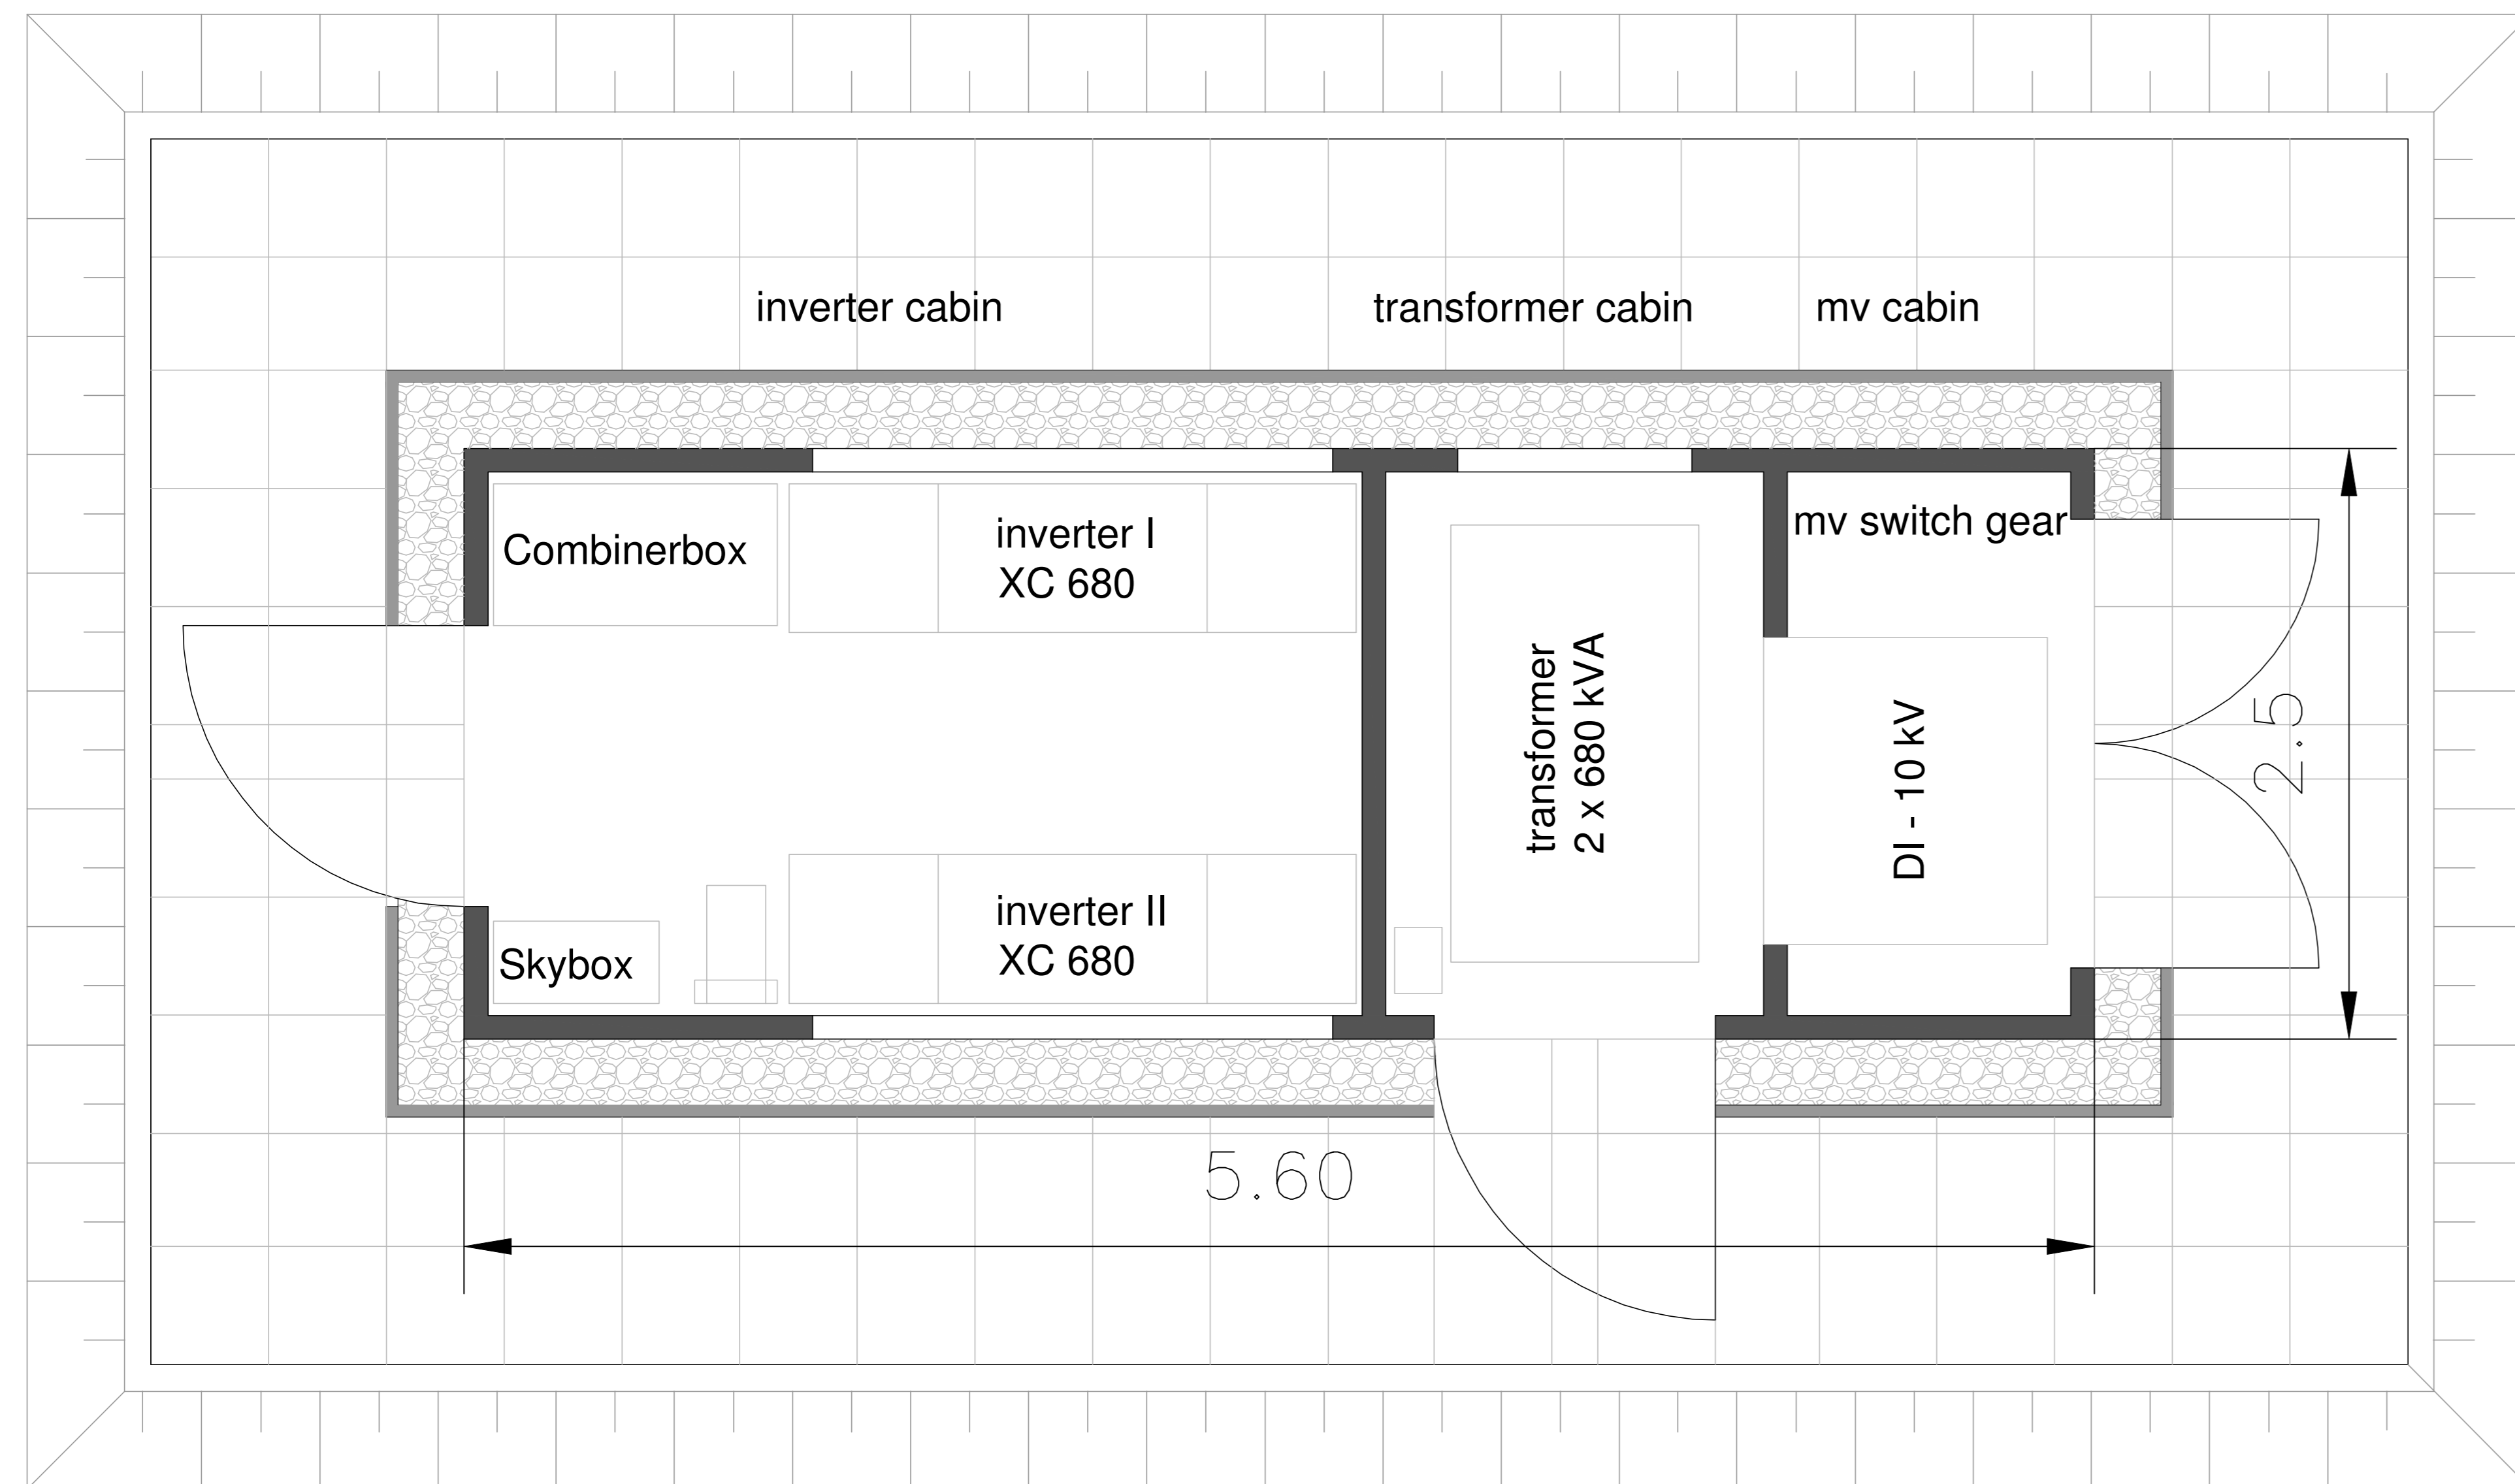 inverter cabin
transformer cabin
mv cabin
Combinerbox
inverter I
XC 680
mv switch gear
transformer
2 x 680 kVA
DI - 10 kV
2.5
Skybox
inverter II
XC 680
5.60